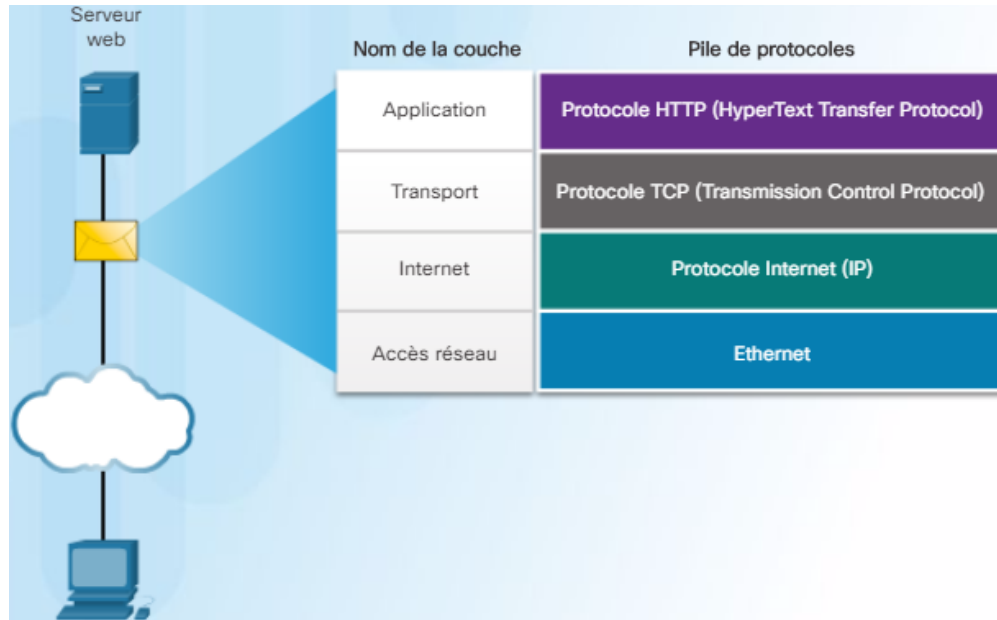 Serveur
web
Nom de la couche
Pile de protocoles
Application
Protocole HTTP (HyperText Transfer Protocol)
Transport
Protocole TCP (Transmission Control Protocol)
Internet
Protocole Internet (IP)
Accès réseau
Ethernet